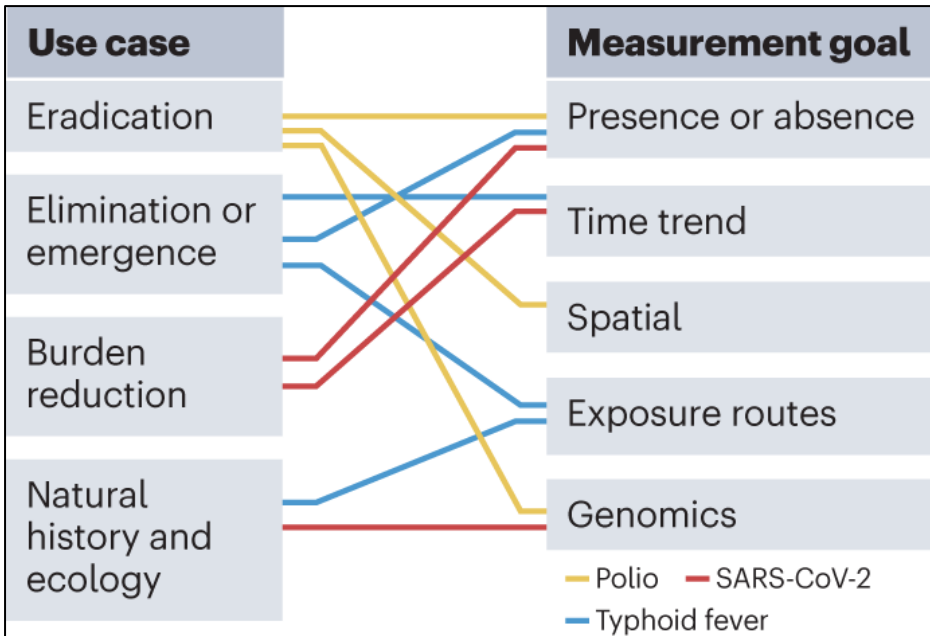 Use case
Eradication
Elimination or
emergence
Burden
reduction
Natural
history and
ecology
Measurement goal
Presence or absence
Time trend
Spatial
Exposure routes
Genomics
Polio
SARS-CoV-2
Typhoid fever